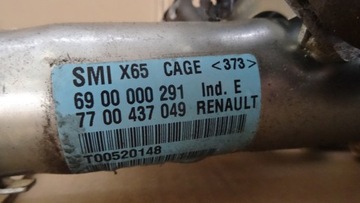 SMI X65 CAGE <373>
69 00 000 291 Ind. E
77 00 437 049 RENAULT
T00520148